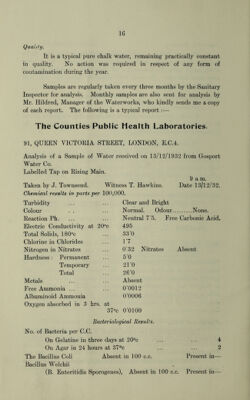 16
Quality.
It is a typical pure chalk water, remaining practically constant
in quality. No action was required in respect of any form of
contamination during the year.
Samples are regularly taken every three months by the Sanitary
Inspector for analysis. Monthly samples are also sent for analysis by
Mr. Hildred, Manager of the Waterworks, who kindly sends me a copy
of each report. The following is a typical report :—
The Counties Public Health Laboratories.
91, QUEEN VICTORIA STREET, LONDON, E.C.4.
Analysis of a Sample of Water received on 13/12/1932 from Gosport
Water Co.
Labelled Tap on Rising Main.
9 a.m.
Taken by J. Townsend. Witness T. Hawkins. Date 13/12/32.
Chemical results in parts per 100,000.
Turbidity ... ... Clear and Bright
Colour ... ... Normal. Odour ......... None.
Reaction Ph. ... ... Neutral 7'5. Free Carbonic Acid,
Electric Conductivity at 20°c 495
Total Solids, 180°c ... 33'0
Chlorine in Chlorides ... 1'7
Nitrogen in Nitrates ... 0'32 Nitrates Absent
Hardness : Permanent 5'0
Temporary ... 21'0
Total 26'0
Metals ... ... Absent
Free Ammonia ... ... 0'0012
Albuminoid Ammonia 0'0006
Oxygen absorbed in 3 hrs. at
37°c 0'0100
Bacteriological Results.
No. of Bacteria per C.C.
On Gelatine in three days at 20°c ... ... 4
On Agar in 24 hours at 37°c ... ... 2
The Bacillus Coli Absent in 100 c.c. Present in—
Bacillus Welchii
(B. Enteritidis Sporogenes), Absent in 100 c.c. Present in—